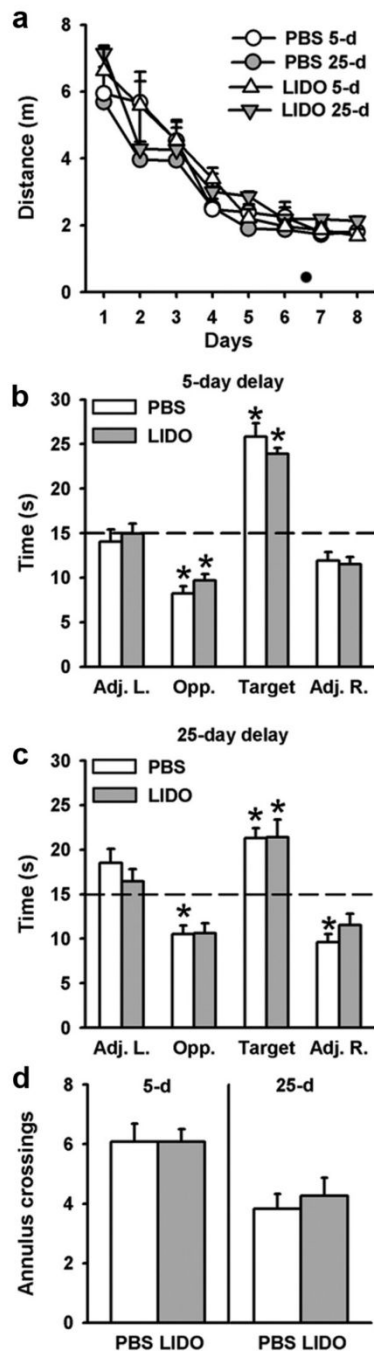 a
8
6
4
2
0
Distance (m)
PBS 5-d
PBS 25-d
LIDO 5-d
LIDO 25-d
1 2 3 4 5 6 7 8
Days
b
5-day delay
30
25
20
15
10
5
0
Time (s)
PBS
LIDO
* *
* *
Adj. L. Opp. Target Adj. R.
c
25-day delay
30
25
20
15
10
5
0
Time (s)
PBS
LIDO
* *
* *
Adj. L. Opp. Target Adj. R.
d
8
6
4
2
0
Annulus crossings
5-d 25-d
PBS LIDO PBS LIDO